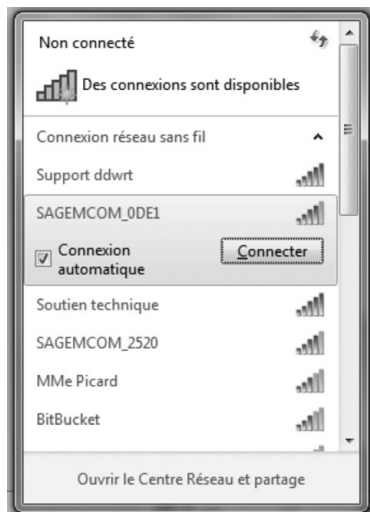 Non connecté
Des connexions sont disponibles
Connexion réseau sans fil
Support ddwrt
SAGEMCOM_0DE1
Connexion
automatique
Connecter
Soutien technique
SAGEMCOM_2520
MMe Picard
BitBucket
Ouvrir le Centre Réseau et partage